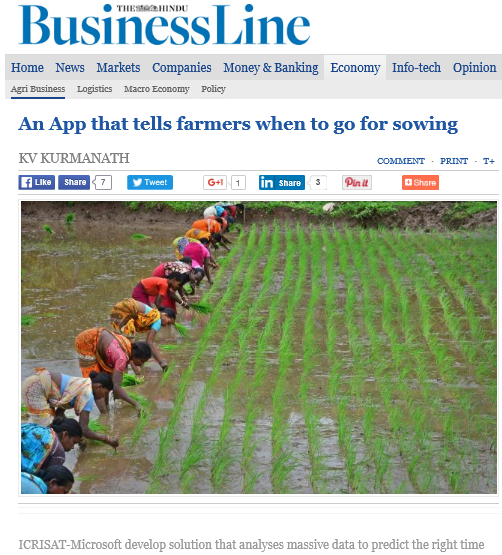 THE HINDU
BusinessLine
Home News Markets Companies Money & Banking Economy Info-tech Opinion
Agri Business Logistics Macro Economy Policy
An App that tells farmers when to go for sowing
KV KURMANATH
COMMENT · PRINT · T+
Like Share 7 Tweet G+1 1 in Share 3 Pin it Share
ICRISAT-Microsoft develop solution that analyses massive data to predict the right time